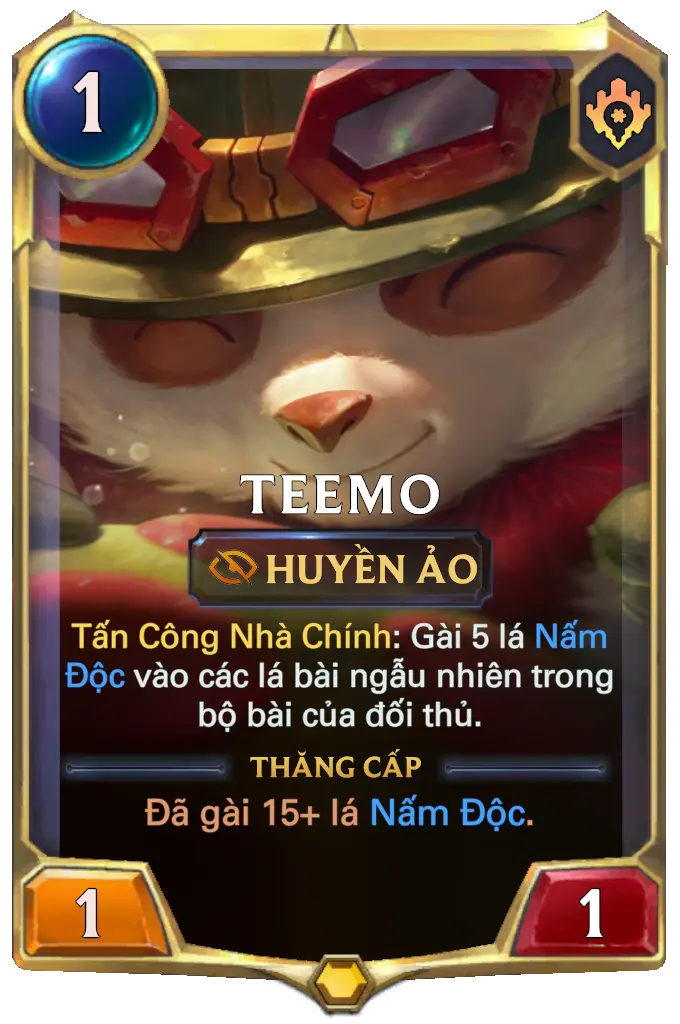 1
TEEMO
HUYỀN ẢO
Tấn Công Nhà Chính: Gài 5 lá Nấm
Độc vào các lá bài ngẫu nhiên trong
bộ bài của đối thủ.
THĂNG CẤP
Đã gài 15+ lá Nấm Độc.
1
1